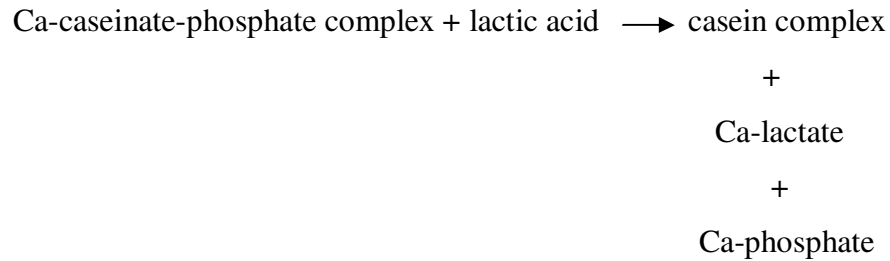 Ca-caseinate-phosphate complex + lactic acid ⟶ casein complex
+
Ca-lactate
+
Ca-phosphate